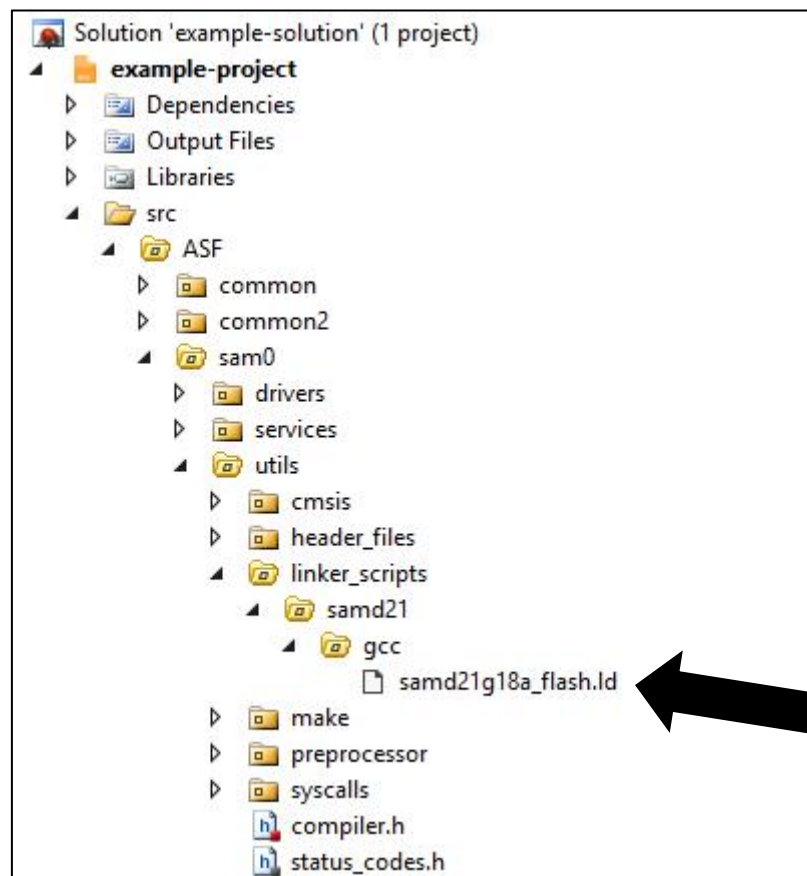 Solution 'example-solution' (1 project)
example-project
Dependencies
Output Files
Libraries
src
ASF
common
common2
sam0
drivers
services
utils
cmsis
header_files
linker_scripts
samd21
gcc
samd21g18a_flash.ld
make
preprocessor
syscalls
compiler.h
status_codes.h